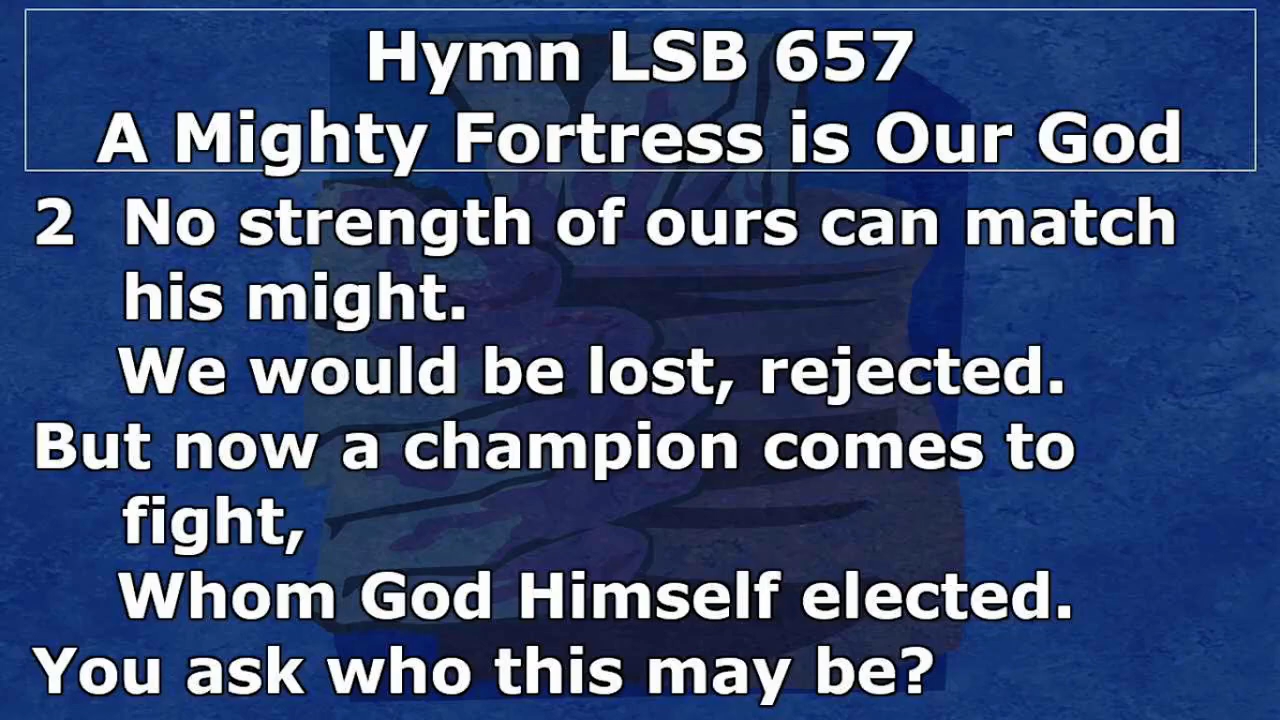 Hymn LSB 657
A Mighty Fortress is Our God
2 No strength of ours can match
his might.
We would be lost, rejected.
But now a champion comes to
fight,
Whom God Himself elected.
You ask who this may be?